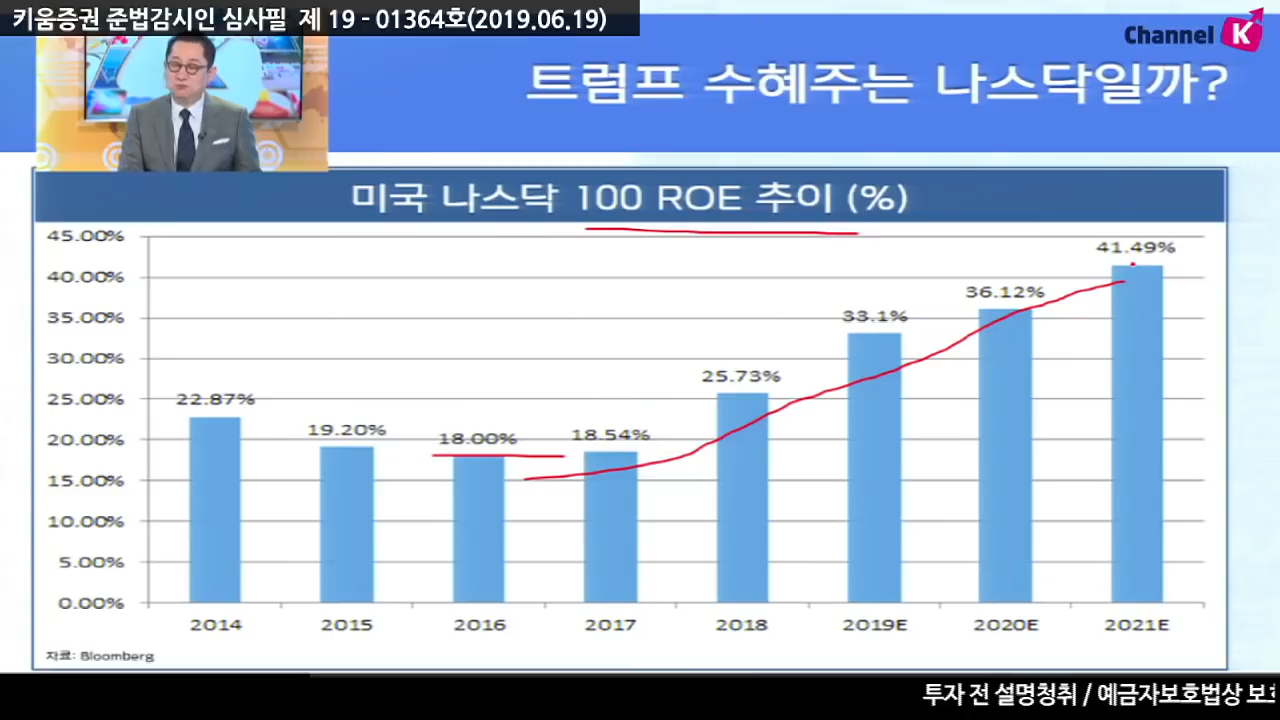 키움증권 준법감시인 심사필 제 19 - 01364호(2019.06.19)
Channel K
트럼프 수혜주는 나스닥일까?
미국 나스닥 100 ROE 추이 (%)
45.00%
40.00%
35.00%
30.00%
25.00%
20.00%
15.00%
10.00%
5.00%
0.00%
22.87%
19.20%
18.00%
18.54%
25.73%
33.1%
36.12%
41.49%
2014
2015
2016
2017
2018
2019E
2020E
2021E
자료: Bloomberg
투자 전 설명청취 / 예금자보호법상 보